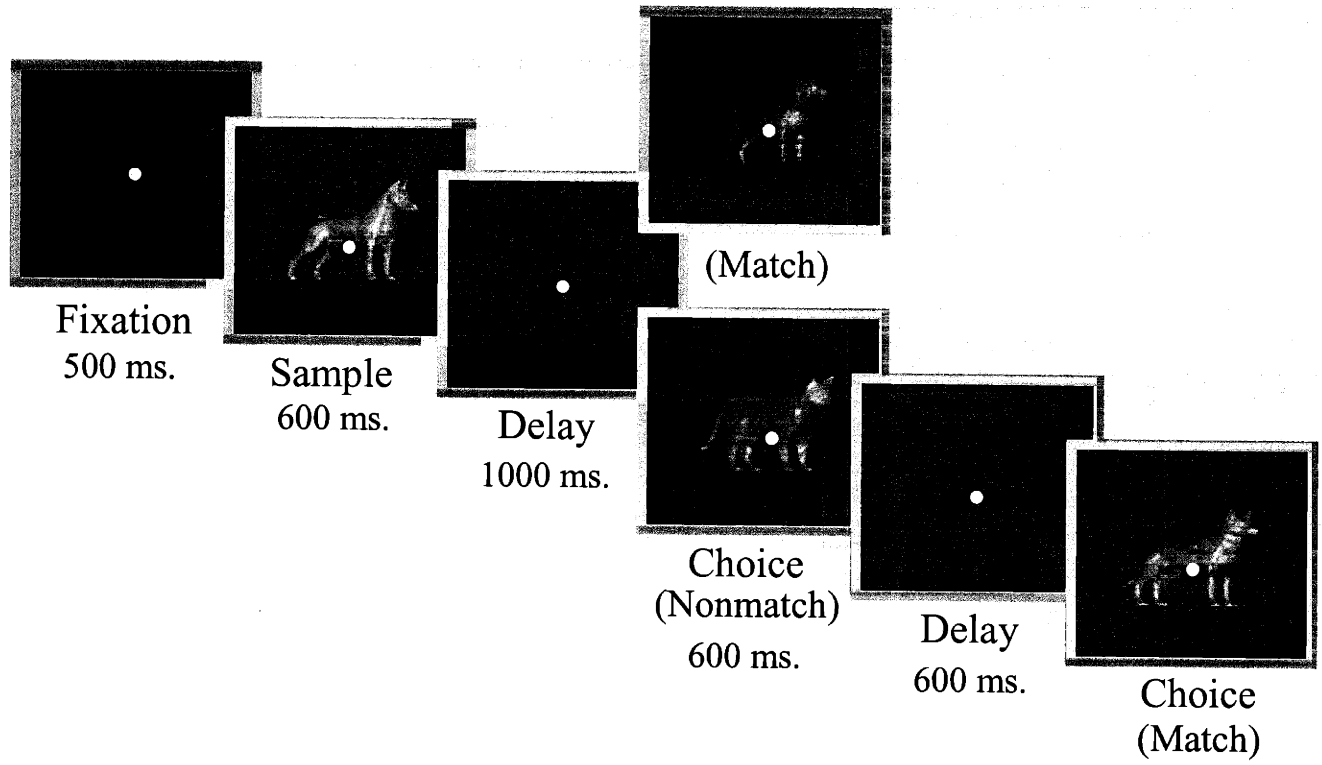 Fixation
500 ms.
Sample
600 ms.
Delay
1000 ms.
(Match)
Choice
(Nonmatch)
600 ms.
Delay
600 ms.
Choice
(Match)